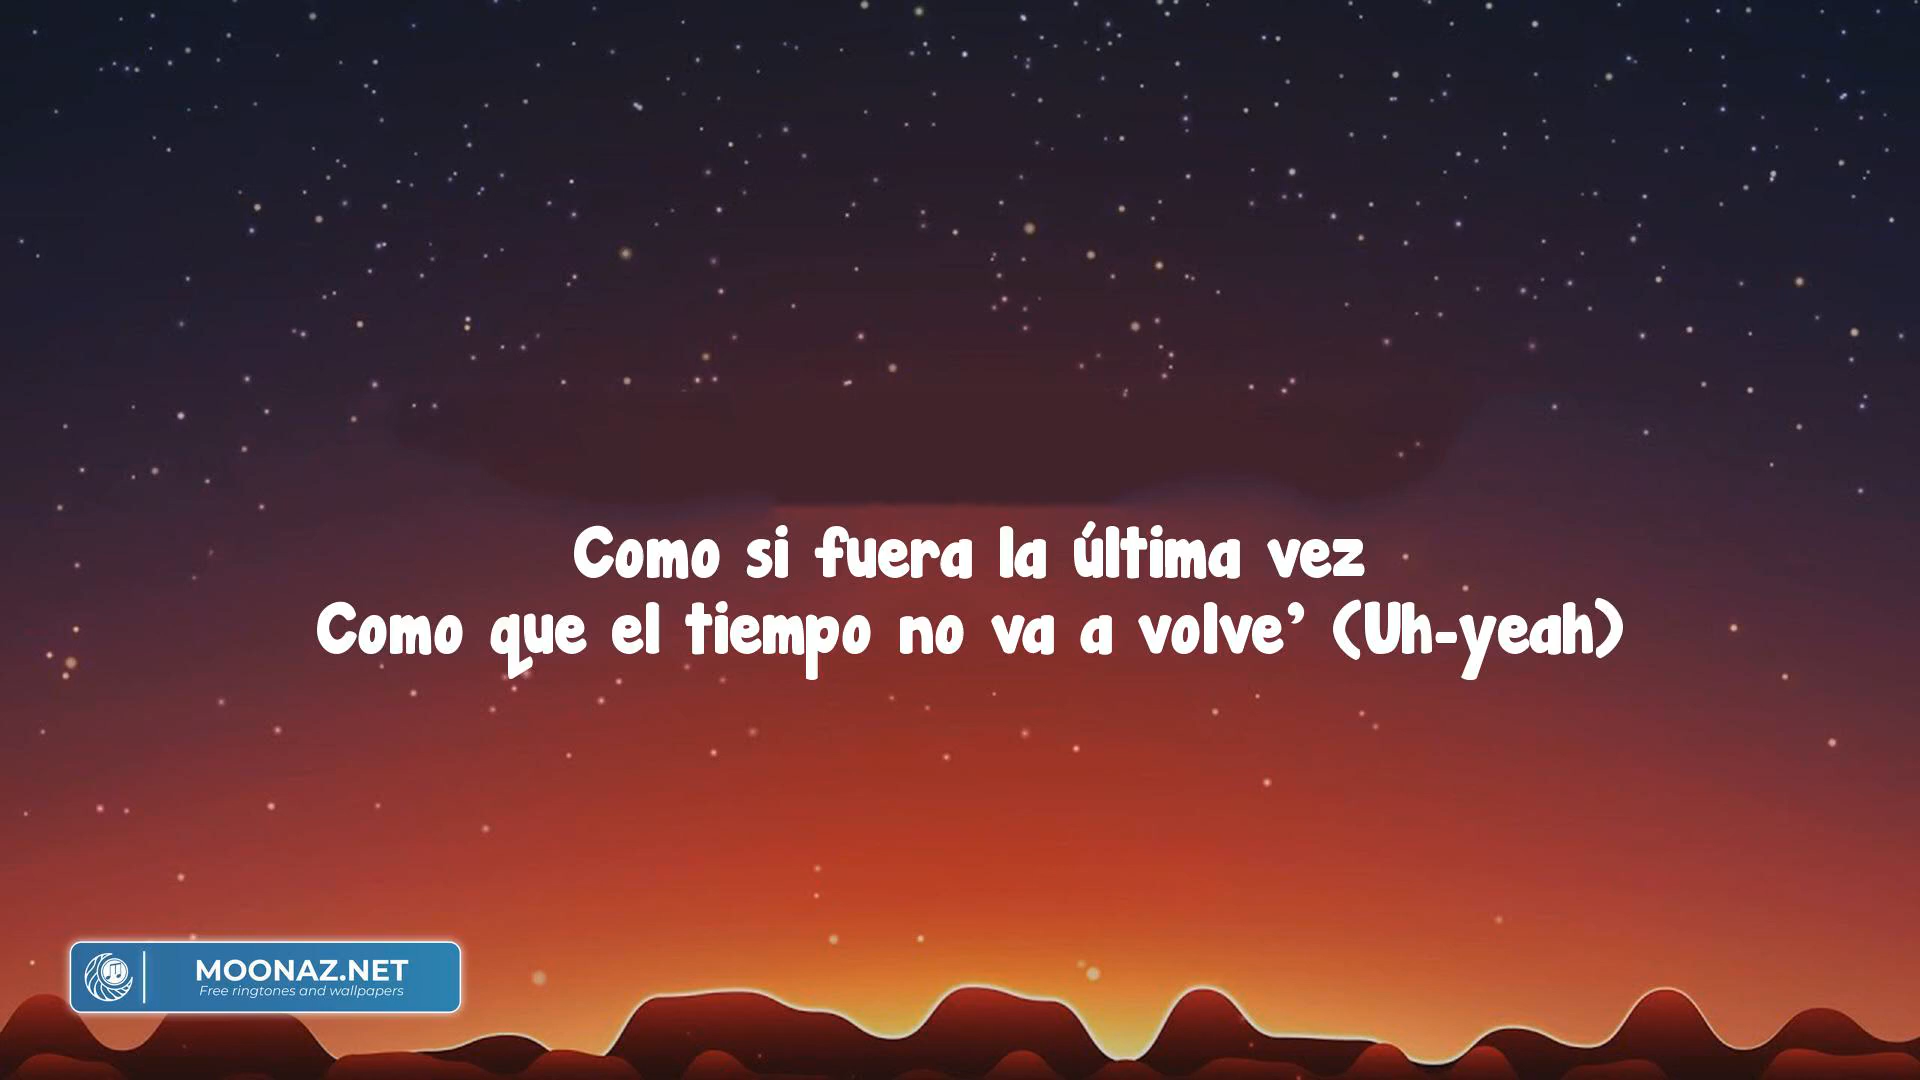 Como si fuera la última vez
Como que el tiempo no va a volve’ (Uh-yeah)
MOONAZ.NET
Free ringtones and wallpapers